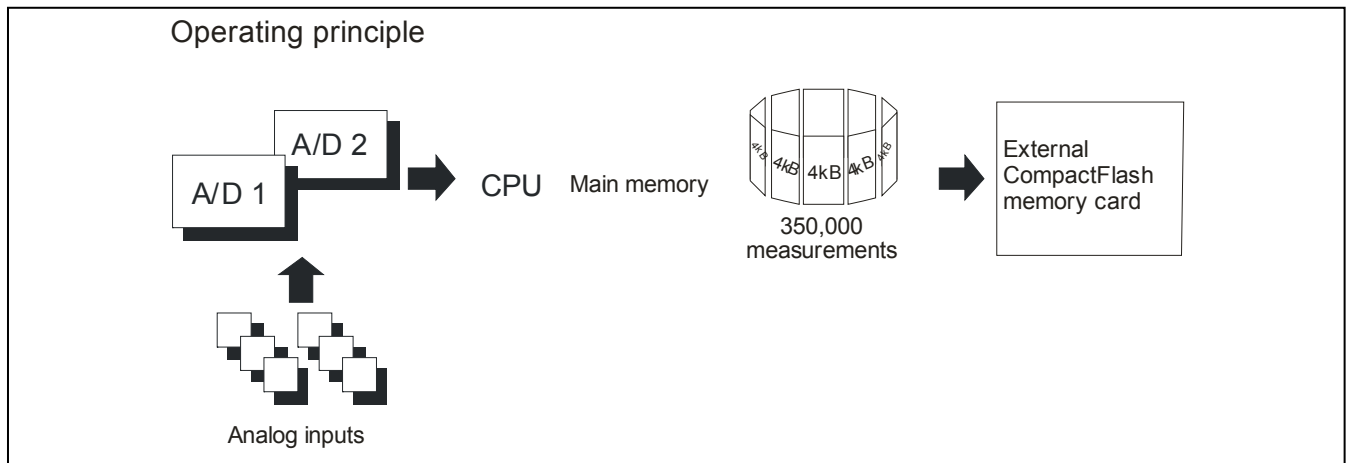 Operating principle
A/D 2
A/D 1
CPU
Main memory
4kB
4kB
4kB
4kB
4kB
350,000
measurements
External
CompactFlash
memory card
Analog inputs